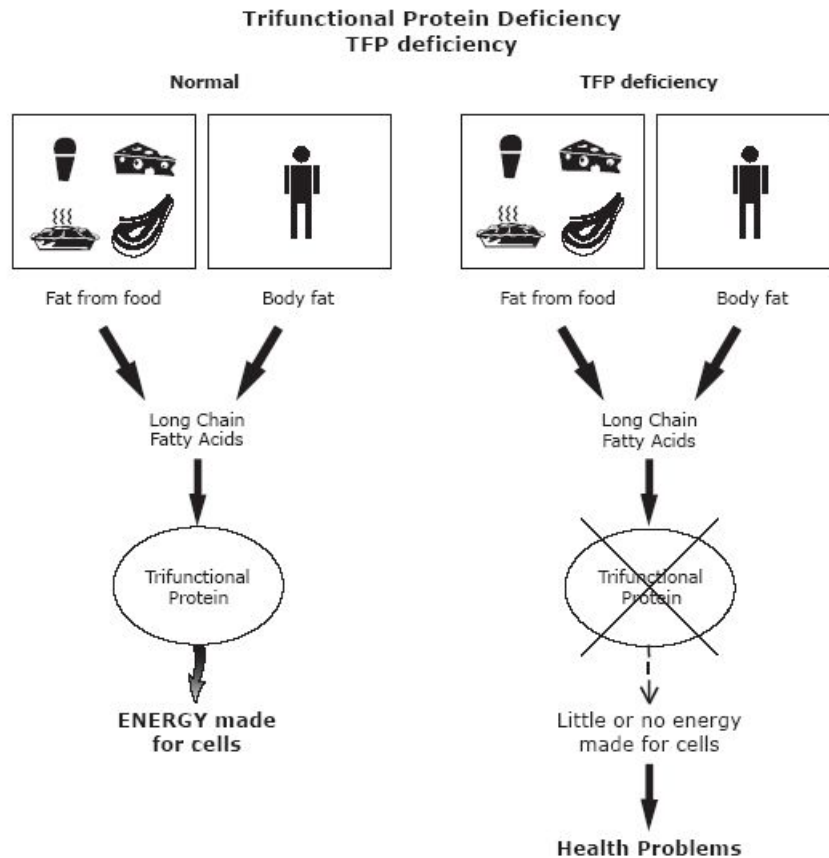 Trifunctional Protein Deficiency
TFP deficiency
Normal
Fat from food
Body fat
Long Chain
Fatty Acids
Trifunctional
Protein
ENERGY made
for cells
TFP deficiency
Fat from food
Body fat
Long Chain
Fatty Acids
Trifunctional
Protein
Little or no energy
made for cells
Health Problems